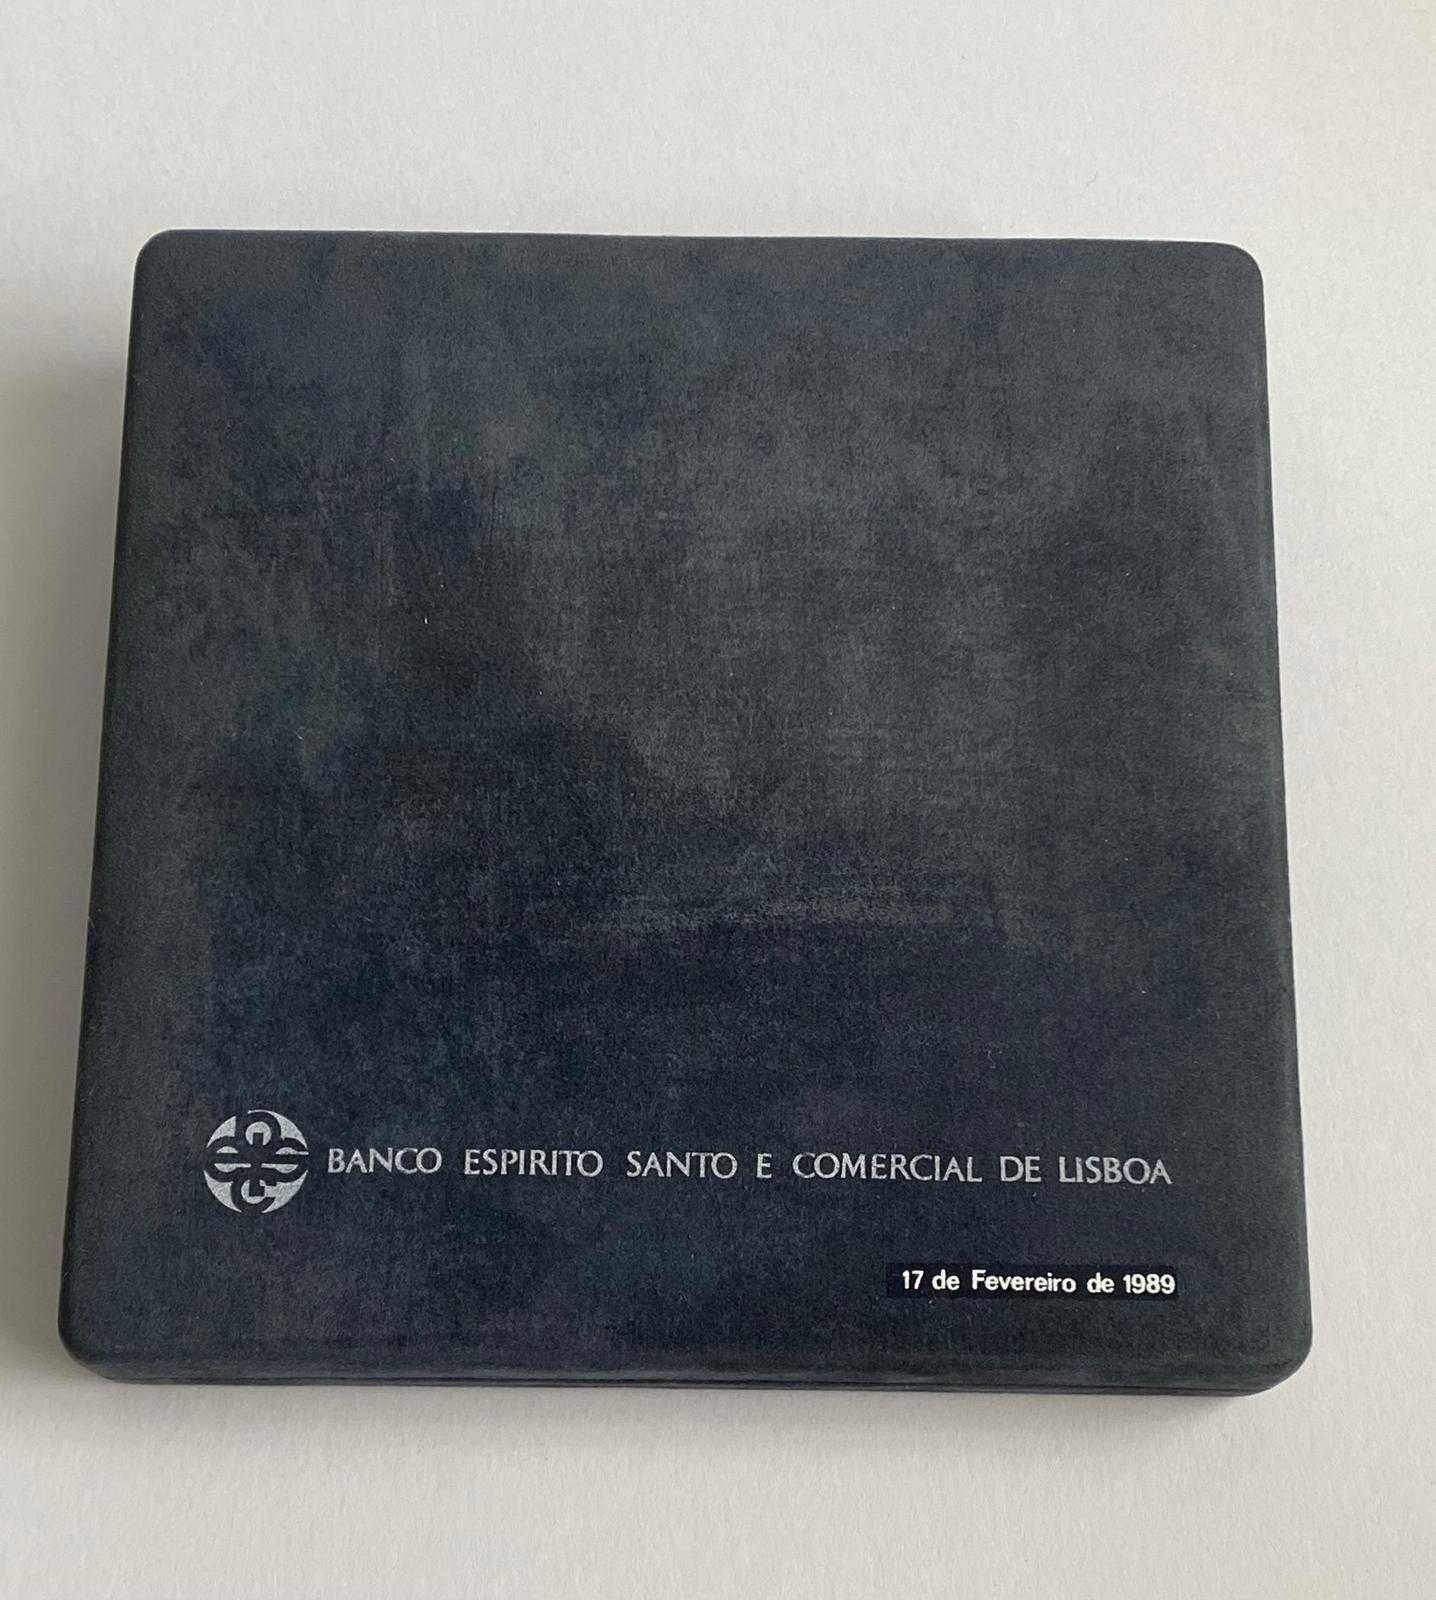 BANCO ESPIRITO SANTO E COMERCIAL DE LISBOA
17 de Fevereiro de 1989